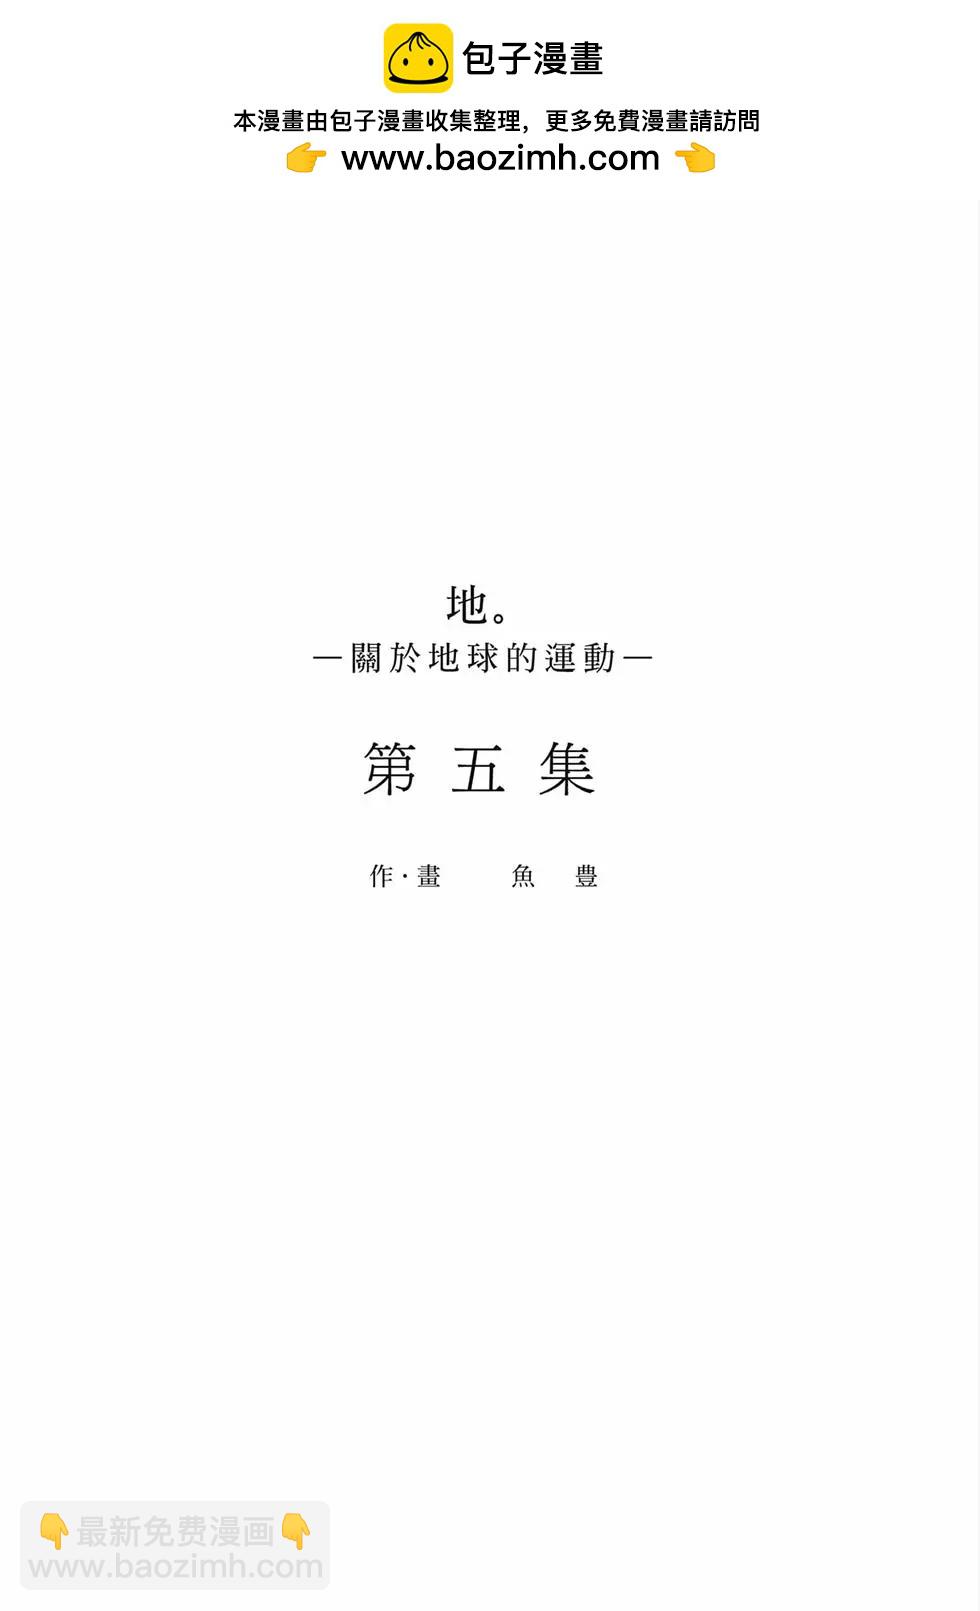 包子漫畫
本漫畫由包子漫畫收集整理，更多免費漫畫請訪問
👉 www.baozimh.com 👈
地。
—關於地球的運動—
第五集
作·畫 魚豊
👇最新免费漫画👇
www.baozimh.com